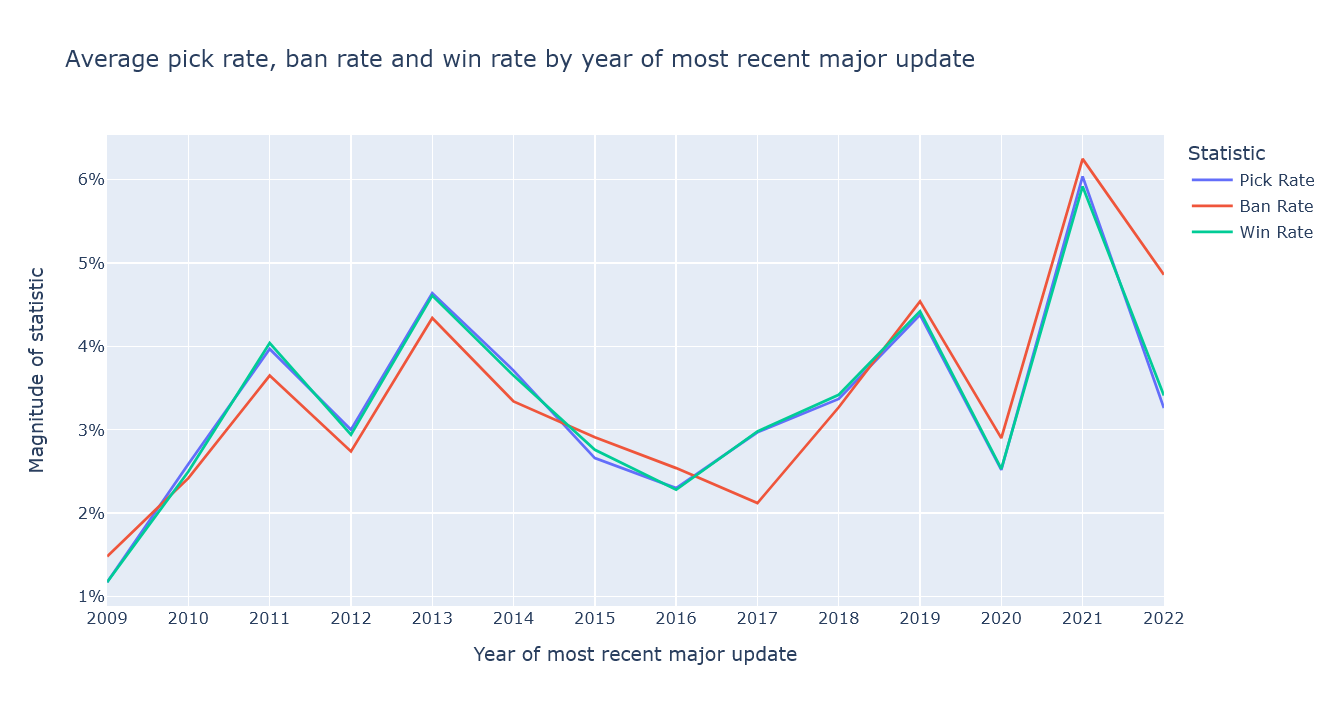 Average pick rate, ban rate and win rate by year of most recent major update
Statistic
Pick Rate
Ban Rate
Win Rate
Magnitude of statistic
6%
5%
4%
3%
2%
1%
2009 2010 2011 2012 2013 2014 2015 2016 2017 2018 2019 2020 2021 2022
Year of most recent major update